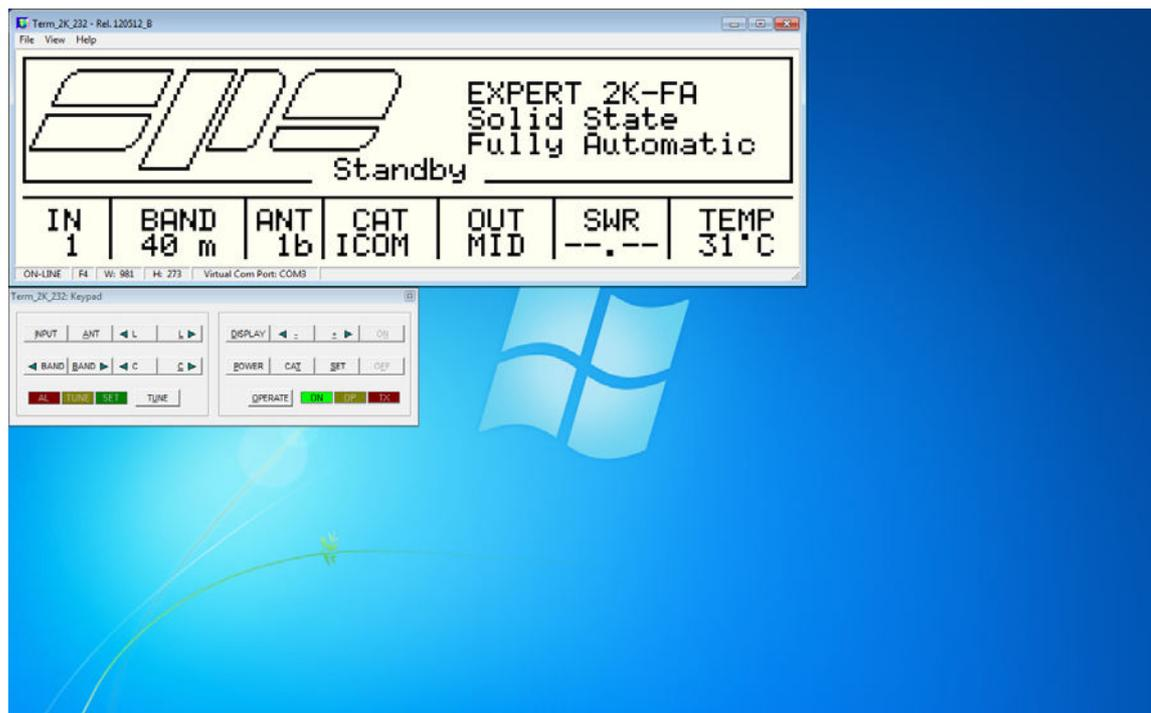 Term_2K_232 - Rel. 120512_B
File View Help
EXPERT 2K-FA
Solid State
Fully Automatic
Standby
IN BAND ANT CAT OUT SWR TEMP
1 40 m 1b ICOM MID --.-- 31°C
ON-LINE F4 W: 981 H: 273 Virtual Com Port: COM3
Term_2K_232: Keypad
INPUT ANT ◀ L L ▶ DISPLAY ◀ - + ▶ ON
◀ BAND BAND ▶ ◀ C C ▶ POWER CAT SET OFF
AL TUNE SET TUNE OPERATE ON OP TX